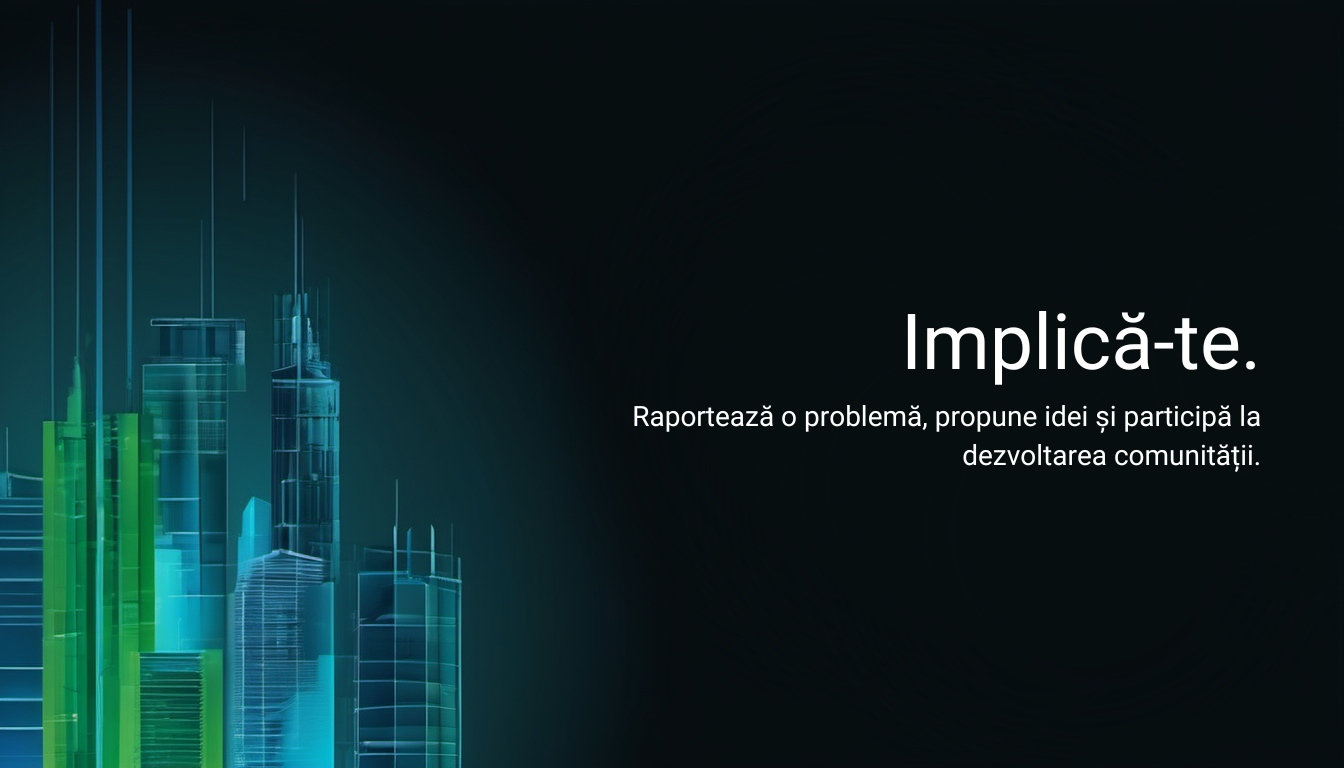 Implică-te.
Raportează o problemă, propune idei și participă la
dezvoltarea comunității.